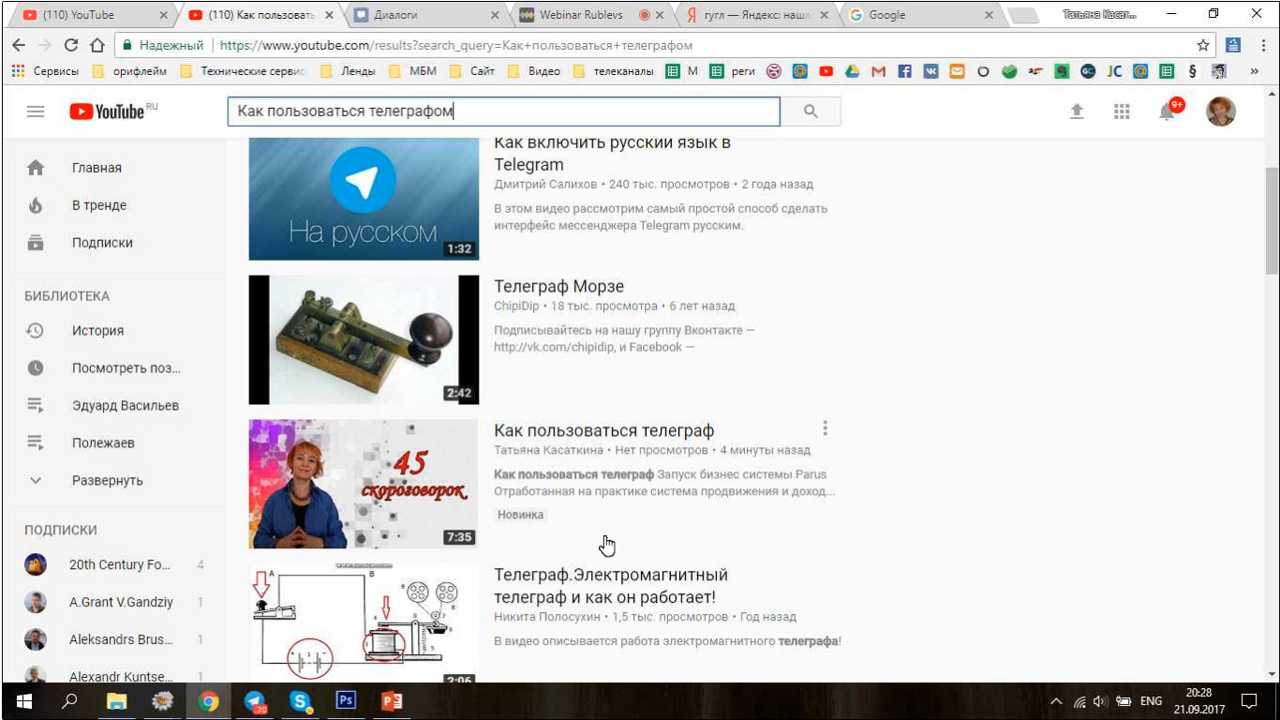 (110) YouTube
(110) Как пользоват
Диалоги
Webinar Rublevs
гугл — Яндекс: наш
Google
Татьяна Касат...
Надежный
https://www.youtube.com/results?search_query=Как+пользоваться+телеграфом
Сервисы
орифлейм
Технические сервис
Ленды
МБМ
Сайт
Видео
телеканалы
М
реги
YouTube RU
Как пользоваться телеграфом
9+
Главная
В тренде
Подписки
БИБЛИОТЕКА
История
Посмотреть поз...
Эдуард Васильев
Полежаев
Развернуть
ПОДПИСКИ
20th Century Fo... 4
A.Grant V.Gandziy 1
Aleksandrs Brus... 1
Alexandr Kuntse... 1
На русском
1:32
Как включить русский язык в
Telegram
Дмитрий Салихов • 240 тыс. просмотров • 2 года назад
В этом видео рассмотрим самый простой способ сделать
интерфейс мессенджера Telegram русским.
2:42
Телеграф Морзе
ChipiDip • 18 тыс. просмотра • 6 лет назад
Подписывайтесь на нашу группу Вконтакте —
http://vk.com/chipidip, и Facebook —
45
скороговорок
7:35
Как пользоваться телеграф
Татьяна Касаткина • Нет просмотров • 4 минуты назад
Как пользоваться телеграф Запуск бизнес системы Parus
Отработанная на практике система продвижения и доход...
Новинка
A
B
2:06
Телеграф.Электромагнитный
телеграф и как он работает!
Никита Полосухин • 1,5 тыс. просмотров • Год назад
В видео описывается работа электромагнитного телеграфа!
ENG
20:28
21.09.2017